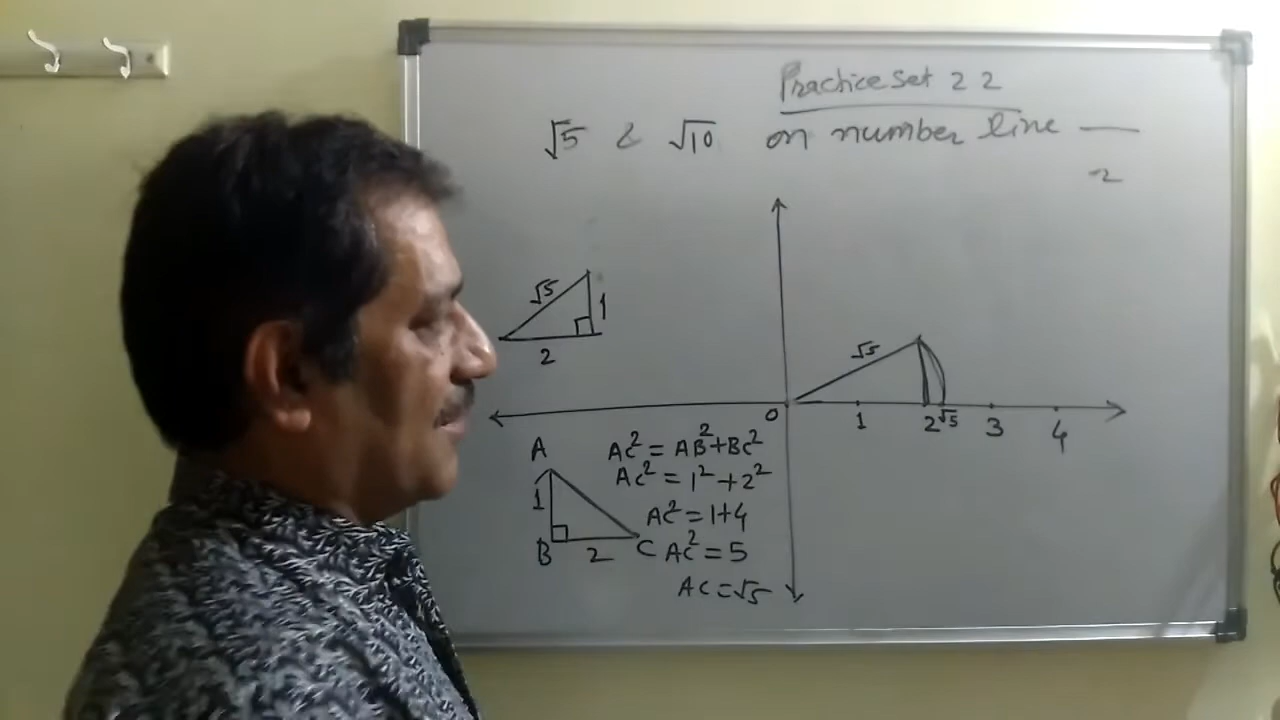 Practice Set 2 2
√5 & √10 on number line —
2
√5
1
2
√5
0 1 2 √5 3 4
A
1
B 2 C
AC² = AB² + BC²
AC² = 1² + 2²
AC² = 1+4
AC² = 5
AC = √5